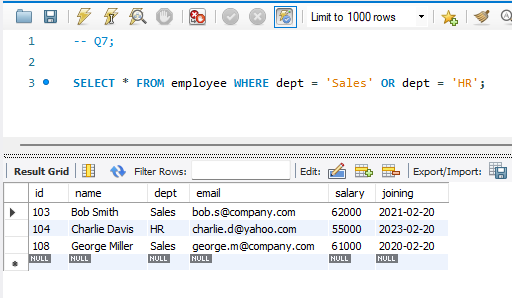 Limit to 1000 rows
1 -- Q7;
2
3 SELECT * FROM employee WHERE dept = 'Sales' OR dept = 'HR';
Result Grid Filter Rows: Edit: Export/Import:
id name dept email salary joining
103 Bob Smith Sales bob.s@company.com 62000 2021-02-20
104 Charlie Davis HR charlie.d@yahoo.com 55000 2023-02-20
108 George Miller Sales george.m@company.com 61000 2020-02-20
* NULL NULL NULL NULL NULL NULL